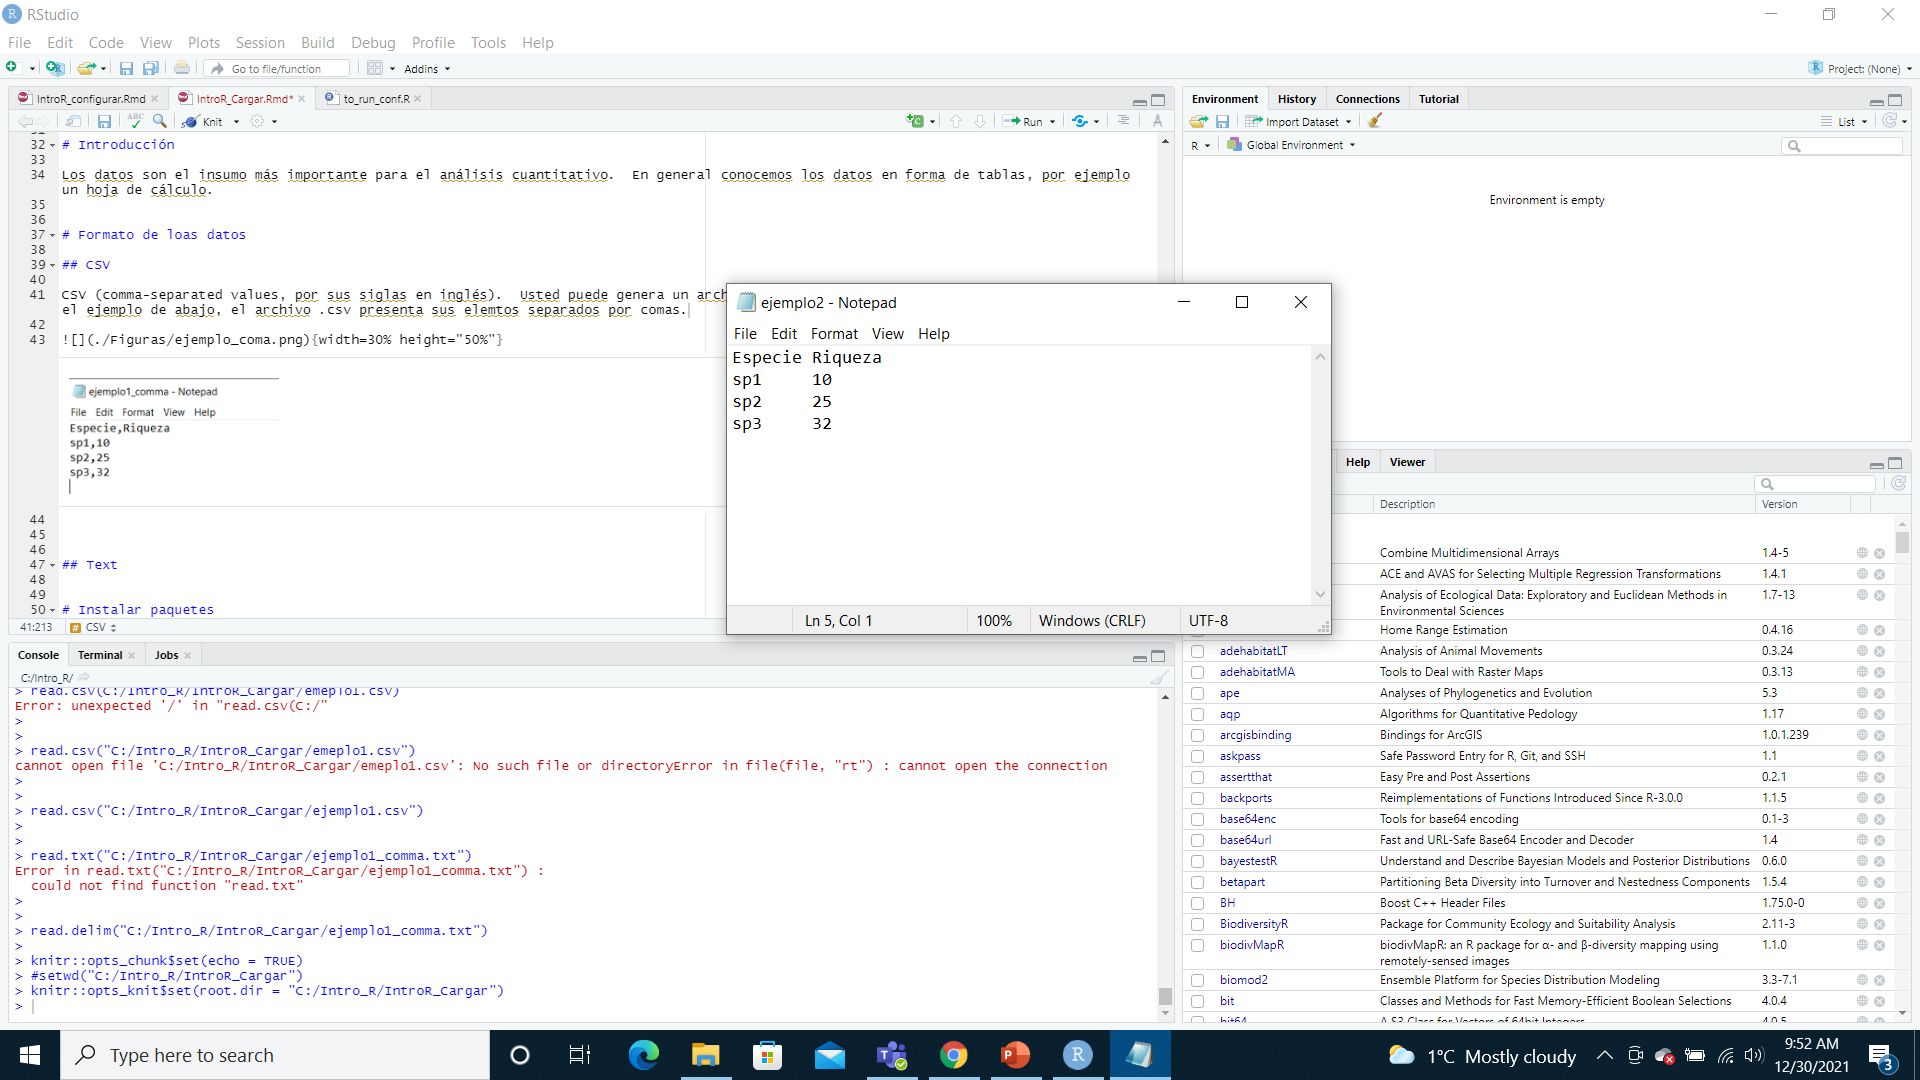 RStudio
File Edit Code View Plots Session Build Debug Profile Tools Help
Go to file/function Addins Project: (None)
IntroR_configurar.Rmd IntroR_Cargar.Rmd* to_run_conf.R
ABC Knit Run
32 # Introducción
33
34 Los datos son el insumo más importante para el análisis cuantitativo. En general conocemos los datos en forma de tablas, por ejemplo
un hoja de cálculo.
35
36
37 # Formato de loas datos
38
39 ## CSV
40
41 CSV (comma-separated values, por sus siglas en inglés). Usted puede genera un arch
el ejemplo de abajo, el archivo .csv presenta sus elemtos separados por comas.
42
43 ![](./Figuras/ejemplo_coma.png){width=30% height="50%"}
ejemplo1_comma - Notepad
File Edit Format View Help
Especie,Riqueza
sp1,10
sp2,25
sp3,32
44
45
46
47 ## Text
48
49
50 # Instalar paquetes
41:213 CSV
Console Terminal Jobs
C:/Intro_R/
> read.csv(C:/Intro_R/IntroR_Cargar/emeplo1.csv)
Error: unexpected '/' in "read.csv(C:/"
>
>
> read.csv("C:/Intro_R/IntroR_Cargar/emeplo1.csv")
cannot open file 'C:/Intro_R/IntroR_Cargar/emeplo1.csv': No such file or directoryError in file(file, "rt") : cannot open the connection
>
>
> read.csv("C:/Intro_R/IntroR_Cargar/ejemplo1.csv")
>
>
> read.txt("C:/Intro_R/IntroR_Cargar/ejemplo1_comma.txt")
Error in read.txt("C:/Intro_R/IntroR_Cargar/ejemplo1_comma.txt") :
could not find function "read.txt"
>
>
> read.delim("C:/Intro_R/IntroR_Cargar/ejemplo1_comma.txt")
>
> knitr::opts_chunk$set(echo = TRUE)
> #setwd("C:/Intro_R/IntroR_Cargar")
> knitr::opts_knit$set(root.dir = "C:/Intro_R/IntroR_Cargar")
>
ejemplo2 - Notepad
File Edit Format View Help
Especie Riqueza
sp1 10
sp2 25
sp3 32
Ln 5, Col 1 100% Windows (CRLF) UTF-8
Environment History Connections Tutorial
Import Dataset List
R Global Environment
Environment is empty
Help Viewer
Description Version
Combine Multidimensional Arrays 1.4-5
ACE and AVAS for Selecting Multiple Regression Transformations 1.4.1
Analysis of Ecological Data: Exploratory and Euclidean Methods in 1.7-13
Environmental Sciences
Home Range Estimation 0.4.16
adehabitatLT Analysis of Animal Movements 0.3.24
adehabitatMA Tools to Deal with Raster Maps 0.3.13
ape Analyses of Phylogenetics and Evolution 5.3
aqp Algorithms for Quantitative Pedology 1.17
arcgisbinding Bindings for ArcGIS 1.0.1.239
askpass Safe Password Entry for R, Git, and SSH 1.1
assertthat Easy Pre and Post Assertions 0.2.1
backports Reimplementations of Functions Introduced Since R-3.0.0 1.1.5
base64enc Tools for base64 encoding 0.1-3
base64url Fast and URL-Safe Base64 Encoder and Decoder 1.4
bayestestR Understand and Describe Bayesian Models and Posterior Distributions 0.6.0
betapart Partitioning Beta Diversity into Turnover and Nestedness Components 1.5.4
BH Boost C++ Header Files 1.75.0-0
BiodiversityR Package for Community Ecology and Suitability Analysis 2.11-3
biodivMapR biodivMapR: an R package for α- and β-diversity mapping using 1.1.0
remotely-sensed images
biomod2 Ensemble Platform for Species Distribution Modeling 3.3-7.1
bit Classes and Methods for Fast Memory-Efficient Boolean Selections 4.0.4
bit64 A S3 Class for Vectors of 64bit Integers 4.0.5
Type here to search
1°C Mostly cloudy
9:52 AM
12/30/2021
3